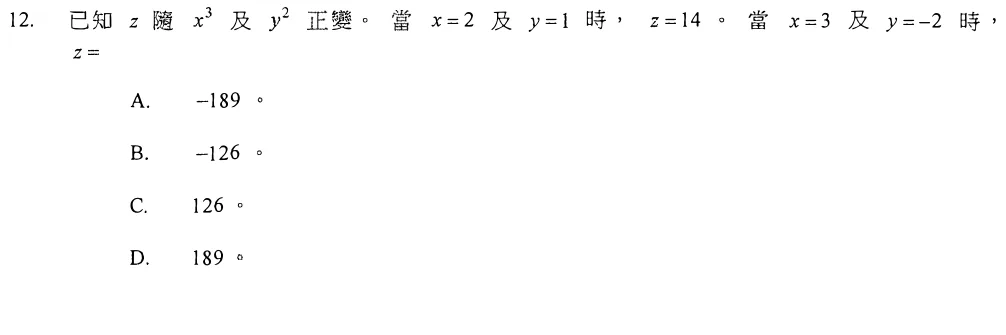 12. 已知 z 隨 x³ 及 y² 正變。當 x=2 及 y=1 時，z=14 。當 x=3 及 y=–2 時，
z=
A. –189 。
B. –126 。
C. 126 。
D. 189 。